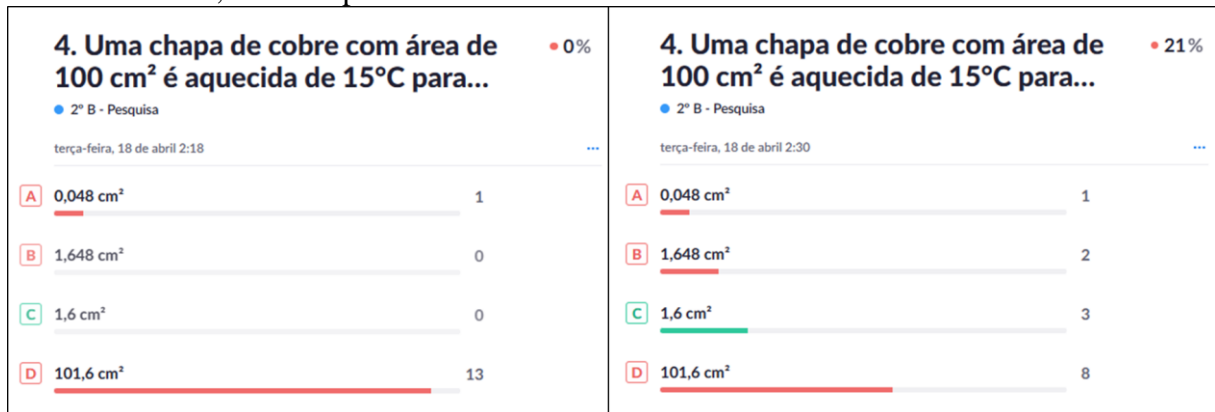 4. Uma chapa de cobre com área de
100 cm² é aquecida de 15°C para...
0%
2º B - Pesquisa
terça-feira, 18 de abril 2:18
...
A 0,048 cm² 1
B 1,648 cm² 0
C 1,6 cm² 0
D 101,6 cm² 13
4. Uma chapa de cobre com área de
100 cm² é aquecida de 15°C para...
21%
2º B - Pesquisa
terça-feira, 18 de abril 2:30
...
A 0,048 cm² 1
B 1,648 cm² 2
C 1,6 cm² 3
D 101,6 cm² 8